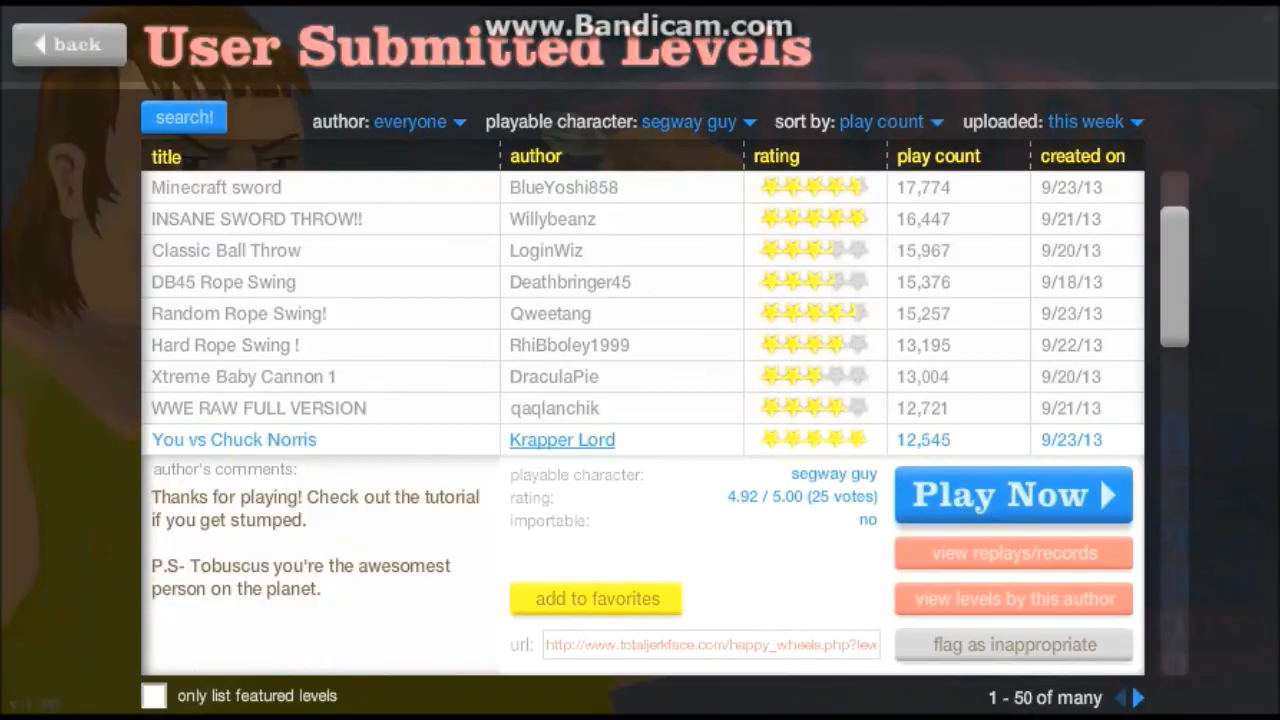 www.Bandicam.com
back
User Submitted Levels
search!
author: everyone
playable character: segway guy
sort by: play count
uploaded: this week
title author rating play count created on
Minecraft sword BlueYoshi858 17,774 9/23/13
INSANE SWORD THROW!! Willybeanz 16,447 9/21/13
Classic Ball Throw LoginWiz 15,967 9/20/13
DB45 Rope Swing Deathbringer45 15,376 9/18/13
Random Rope Swing! Qweetang 15,257 9/23/13
Hard Rope Swing ! RhiBboley1999 13,195 9/22/13
Xtreme Baby Cannon 1 DraculaPie 13,004 9/20/13
WWE RAW FULL VERSION qaqlanchik 12,721 9/21/13
You vs Chuck Norris Krapper Lord 12,545 9/23/13
author's comments:
Thanks for playing! Check out the tutorial
if you get stumped.
P.S- Tobuscus you're the awesomest
person on the planet.
playable character: segway guy
rating: 4.92 / 5.00 (25 votes)
importable: no
add to favorites
url: http://www.totaljerkface.com/happy_wheels.php?leve
Play Now
view replays/records
view levels by this author
flag as inappropriate
only list featured levels
1 - 50 of many